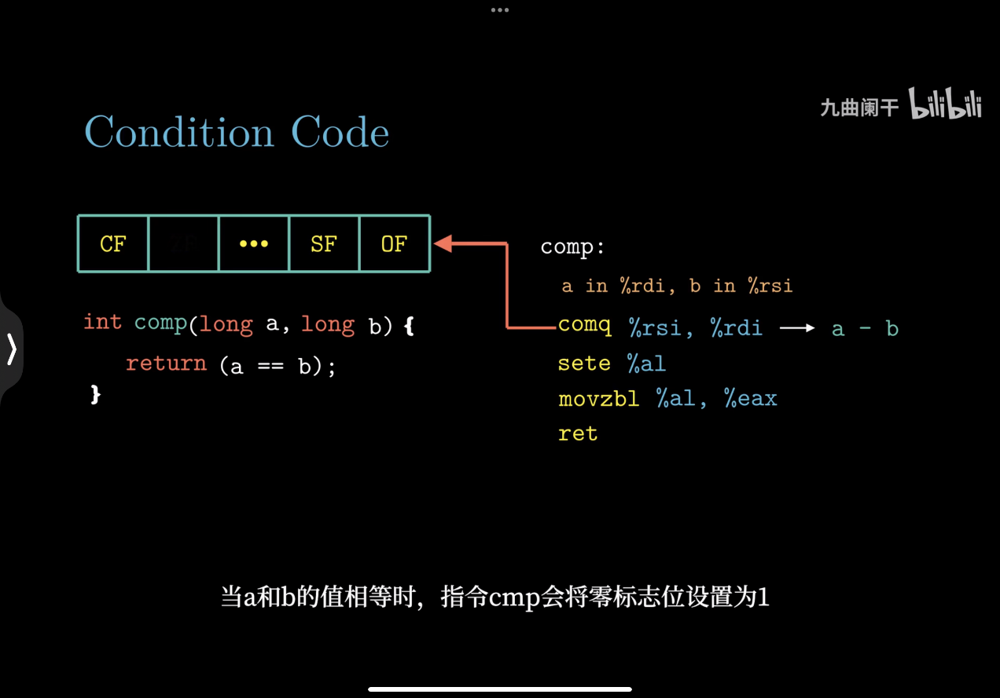 九曲阑干 bilibili
Condition Code
CF ••• SF OF
int comp(long a, long b) {
return (a == b);
}
comp:
a in %rdi, b in %rsi
comq %rsi, %rdi → a - b
sete %al
movzbl %al, %eax
ret
当a和b的值相等时，指令cmp会将零标志位设置为1